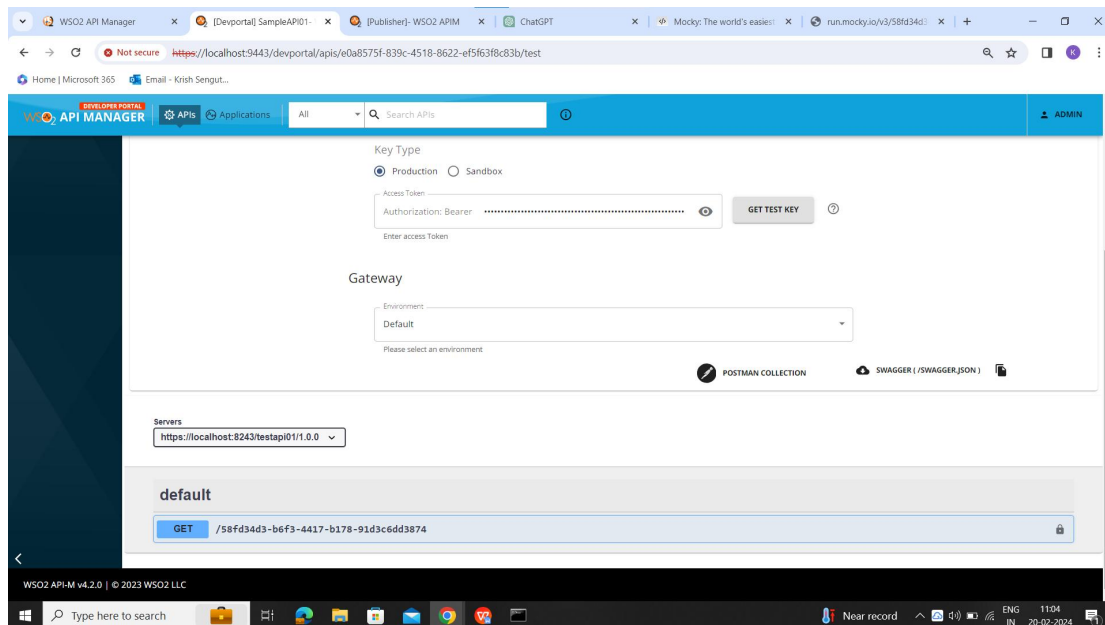 WSO2 API Manager
[Devportal] SampleAPI01-
[Publisher]- WSO2 APIM
ChatGPT
Mocky: The world's easiest
run.mocky.io/v3/58fd34d3
Not secure https://localhost:9443/devportal/apis/e0a8575f-839c-4518-8622-ef5f63f8c83b/test
K
Home | Microsoft 365 Email - Krish Sengut...
DEVELOPER PORTAL
WSO2 API MANAGER APIs Applications All Search APIs ADMIN
Key Type
Production Sandbox
Access Token
Authorization: Bearer •••••••••••••••••••••••••••••••••••••••••••••••••••••••••••• GET TEST KEY
Enter access Token
Gateway
Environment
Default
Please select an environment
POSTMAN COLLECTION SWAGGER ( /SWAGGER.JSON )
Servers
https://localhost:8243/testapi01/1.0.0
default
GET /58fd34d3-b6f3-4417-b178-91d3c6dd3874
WSO2 API-M v4.2.0 | © 2023 WSO2 LLC
Type here to search
Near record
ENG
IN
11:04
20-02-2024